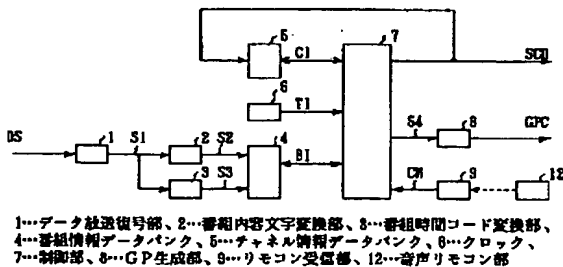 5
7
CI
SCD
6
TI
S4
8
GPC
DS
1
S1
2
S2
4
BI
3
S3
CM
9
12
1…データ放送復号部、2…番組内容文字変換部、3…番組時間コード変換部、
4…番組情報データバンク、5…チャネル情報データバンク、6…クロック、
7…制御部、8…GP生成部、9…リモコン受信部、12…音声リモコン部